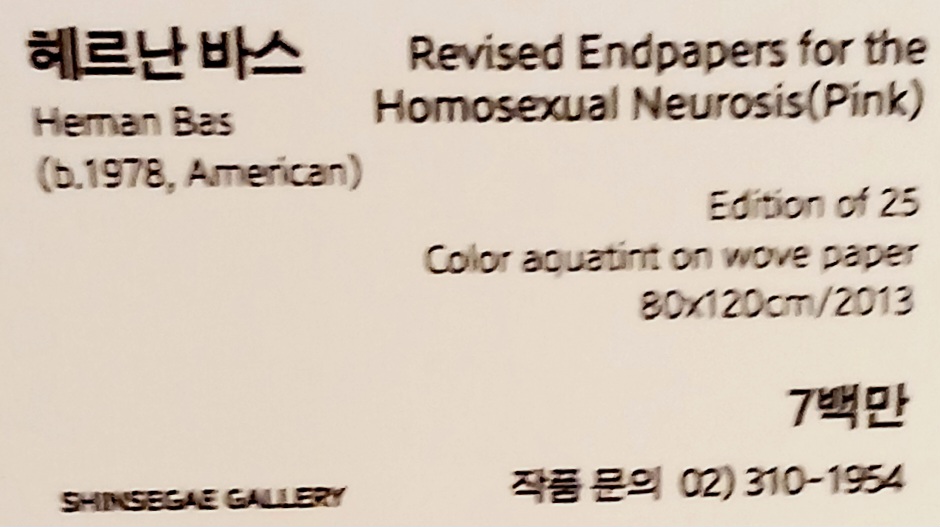 헤르난 바스
Hernan Bas
(b.1978, American)
Revised Endpapers for the
Homosexual Neurosis(Pink)
Edition of 25
Color aquatint on wove paper
80x120cm/2013
7백만
작품 문의 02) 310-1954
SHINSEGAE GALLERY